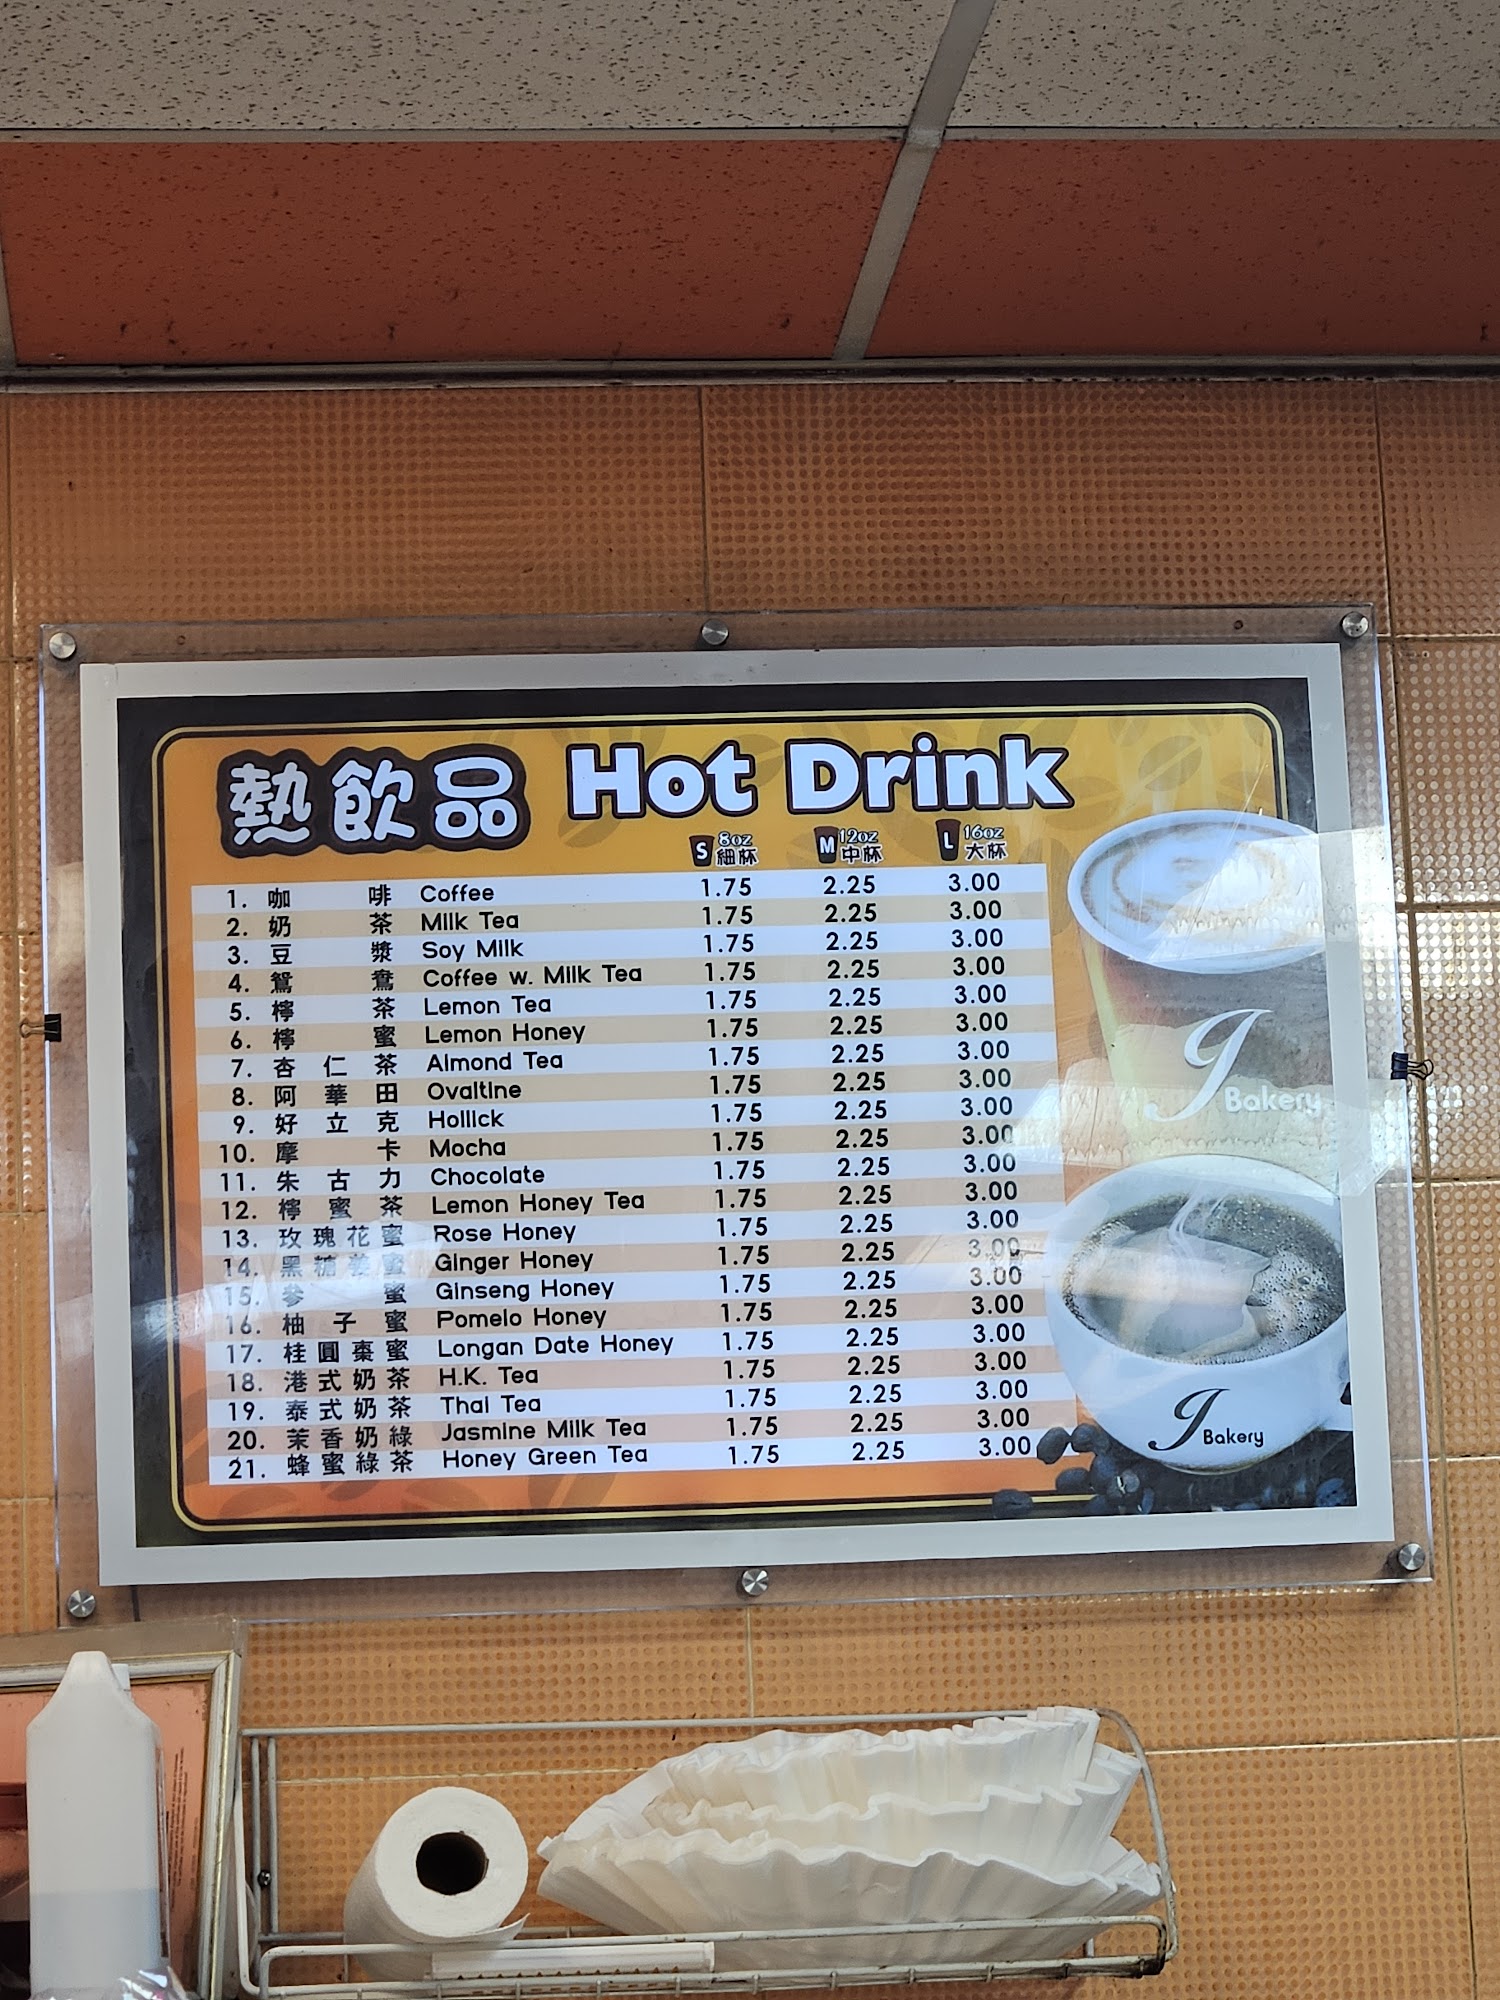 熱飲品 Hot Drink
S 8oz 細杯 M 12oz 中杯 L 16oz 大杯
1. 咖啡 Coffee 1.75 2.25 3.00
2. 奶茶 Milk Tea 1.75 2.25 3.00
3. 豆漿 Soy Milk 1.75 2.25 3.00
4. 鴛鴦 Coffee w. Milk Tea 1.75 2.25 3.00
5. 檸茶 Lemon Tea 1.75 2.25 3.00
6. 檸蜜 Lemon Honey 1.75 2.25 3.00
7. 杏仁茶 Almond Tea 1.75 2.25 3.00
8. 阿華田 Ovaltine 1.75 2.25 3.00
9. 好立克 Hollick 1.75 2.25 3.00
10. 摩卡 Mocha 1.75 2.25 3.00
11. 朱古力 Chocolate 1.75 2.25 3.00
12. 檸蜜茶 Lemon Honey Tea 1.75 2.25 3.00
13. 玫瑰花蜜 Rose Honey 1.75 2.25 3.00
14. 黑糖姜蜜 Ginger Honey 1.75 2.25 3.00
15. 參蜜 Ginseng Honey 1.75 2.25 3.00
16. 柚子蜜 Pomelo Honey 1.75 2.25 3.00
17. 桂圓棗蜜 Longan Date Honey 1.75 2.25 3.00
18. 港式奶茶 H.K. Tea 1.75 2.25 3.00
19. 泰式奶茶 Thai Tea 1.75 2.25 3.00
20. 茉香奶綠 Jasmine Milk Tea 1.75 2.25 3.00
21. 蜂蜜綠茶 Honey Green Tea 1.75 2.25 3.00
J Bakery
J Bakery